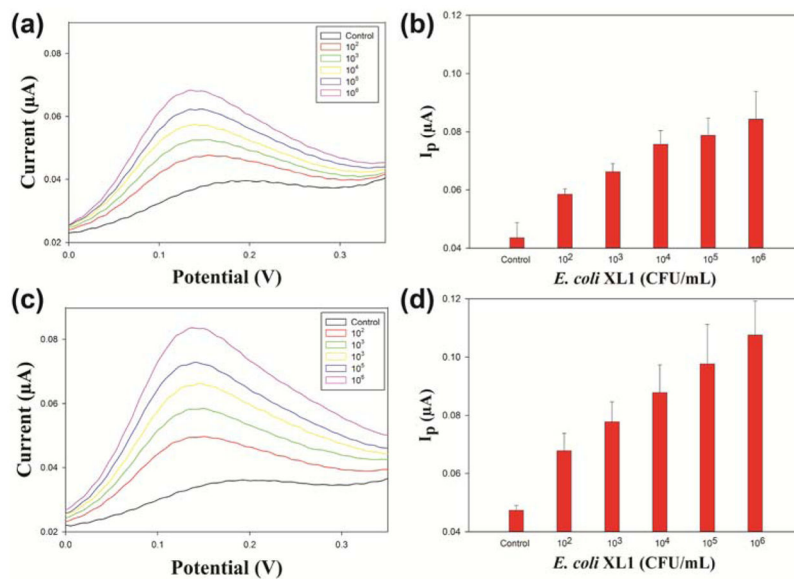 (a)
Current (μA)
0.08
0.06
0.04
0.02
0.0
0.1
0.2
0.3
Potential (V)
Control
10²
10³
10⁴
10⁵
10⁶
(b)
Iₚ (μA)
0.12
0.10
0.08
0.06
0.04
Control
10²
10³
10⁴
10⁵
10⁶
E. coli XL1 (CFU/mL)
(c)
Current (μA)
0.08
0.06
0.04
0.02
0.0
0.1
0.2
0.3
Potential (V)
Control
10²
10³
10³
10⁵
10⁶
(d)
Iₚ (μA)
0.12
0.10
0.08
0.06
0.04
Control
10²
10³
10⁴
10⁵
10⁶
E. coli XL1 (CFU/mL)